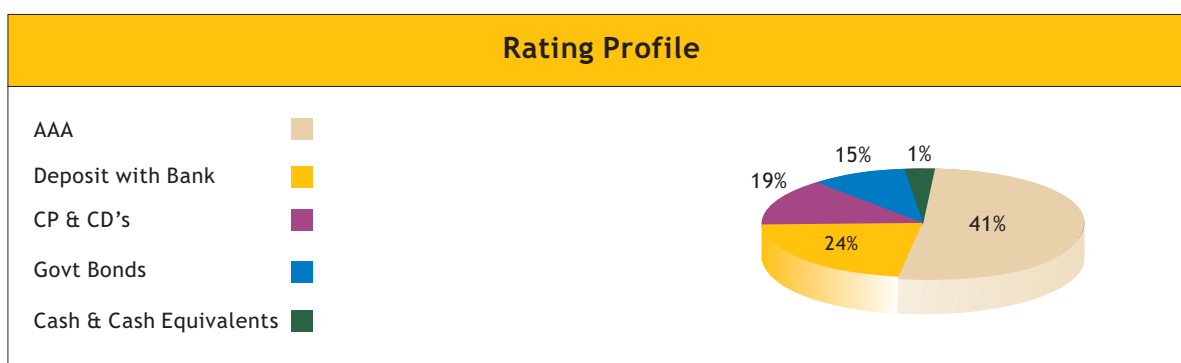 Rating Profile
AAA
Deposit with Bank
CP & CD's
Govt Bonds
Cash & Cash Equivalents
15%
1%
19%
41%
24%